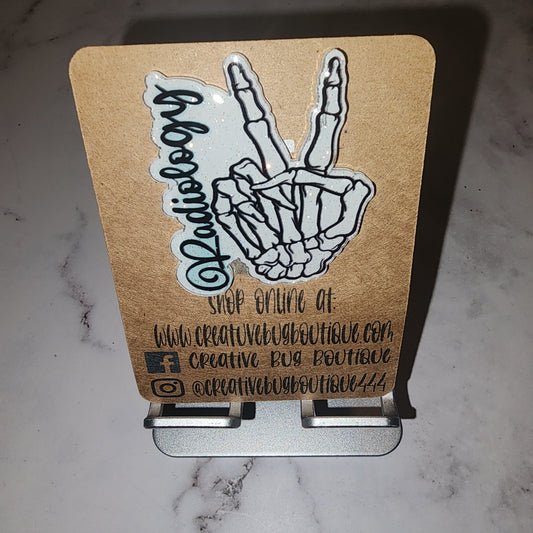 Radiology
Shop online at:
www.creativebugboutique.com
f Creative Bug Boutique
@creativebugboutique444